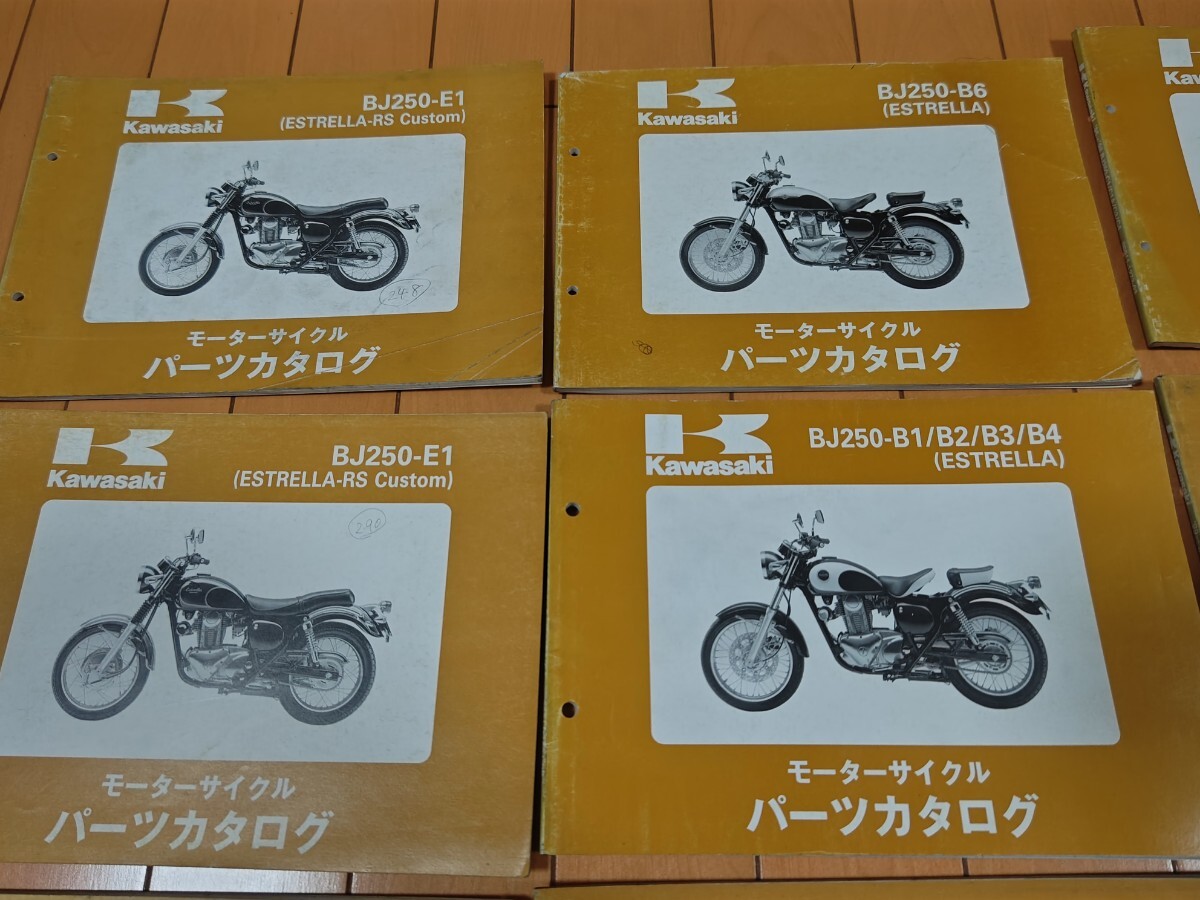 Kawasaki
BJ250-E1
(ESTRELLA-RS Custom)
24-8
モーターサイクル
パーツカタログ
Kawasaki
BJ250-B6
(ESTRELLA)
モーターサイクル
パーツカタログ
Kawa
Kawasaki
BJ250-E1
(ESTRELLA-RS Custom)
290
モーターサイクル
パーツカタログ
Kawasaki
BJ250-B1/B2/B3/B4
(ESTRELLA)
モーターサイクル
パーツカタログ